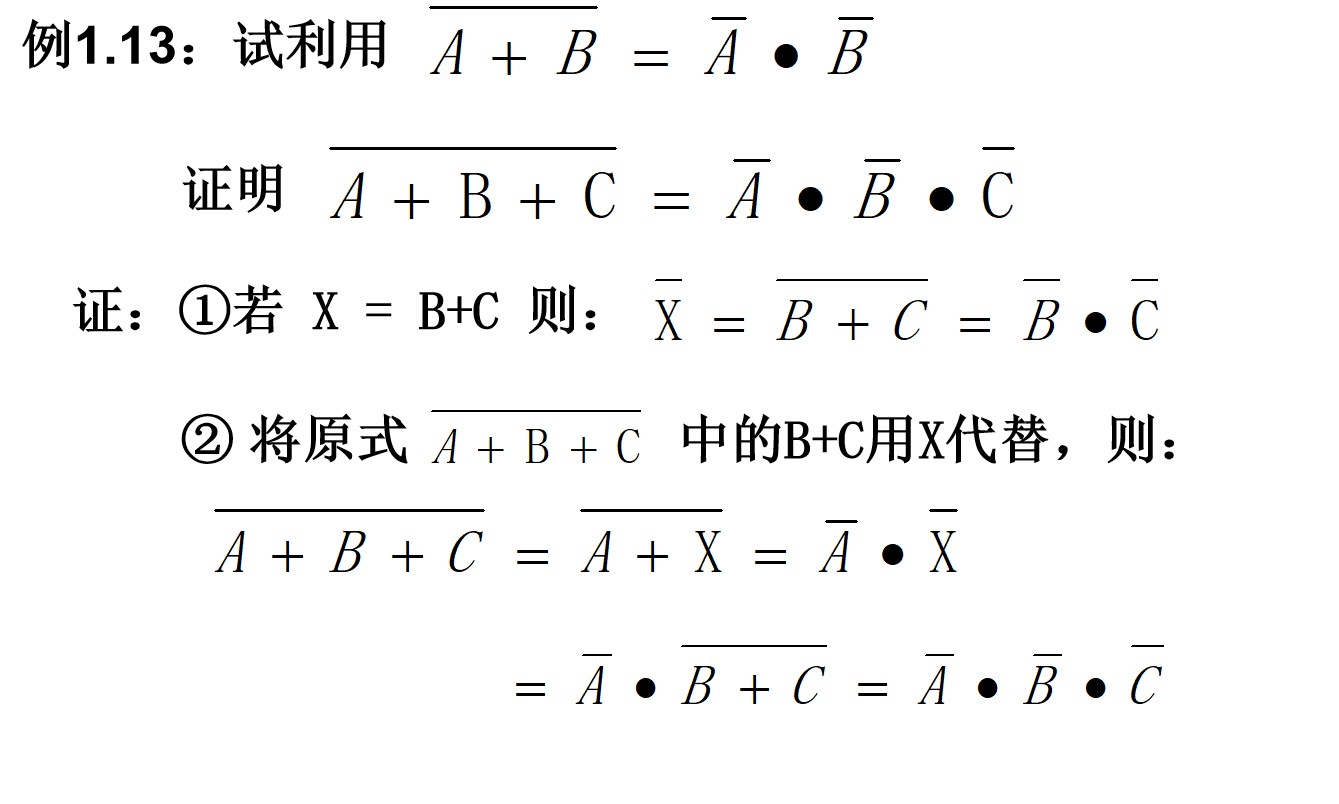 例1.13：试利用 $\overline{A + B} = \overline{A} \bullet \overline{B}$
证明 $\overline{A + B + C} = \overline{A} \bullet \overline{B} \bullet \overline{C}$
证：①若 X = B+C 则： $\overline{X} = \overline{B + C} = \overline{B} \bullet \overline{C}$
② 将原式 $\overline{A + B + C}$ 中的B+C用X代替，则：
$\overline{A + B + C} = \overline{A + X} = \overline{A} \bullet \overline{X}$
$= \overline{A} \bullet \overline{B + C} = \overline{A} \bullet \overline{B} \bullet \overline{C}$